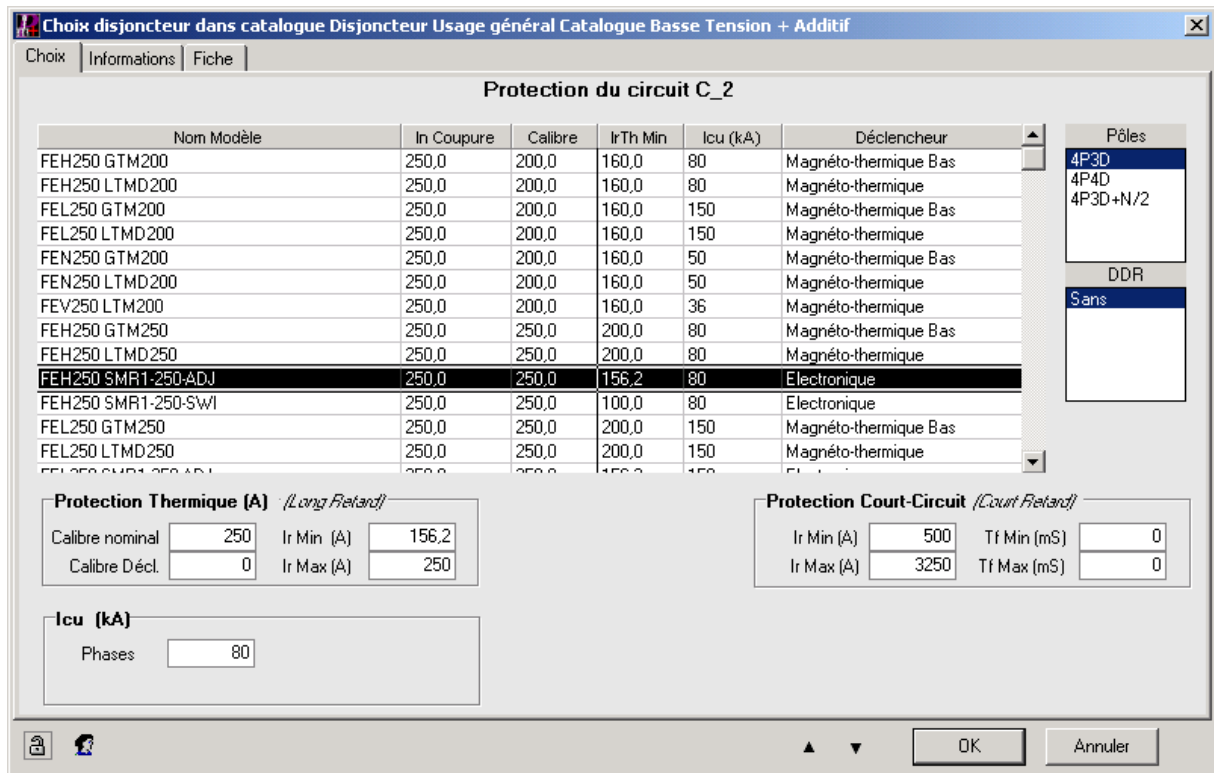 Choix disjoncteur dans catalogue Disjoncteur Usage général Catalogue Basse Tension + Additif
Choix Informations Fiche
Protection du circuit C_2
Nom Modèle In Coupure Calibre IrTh Min Icu (kA) Déclencheur
FEH250 GTM200 250,0 200,0 160,0 80 Magnéto-thermique Bas
FEH250 LTMD200 250,0 200,0 160,0 80 Magnéto-thermique
FEL250 GTM200 250,0 200,0 160,0 150 Magnéto-thermique Bas
FEL250 LTMD200 250,0 200,0 160,0 150 Magnéto-thermique
FEN250 GTM200 250,0 200,0 160,0 50 Magnéto-thermique Bas
FEN250 LTMD200 250,0 200,0 160,0 50 Magnéto-thermique
FEV250 LTM200 250,0 200,0 160,0 36 Magnéto-thermique
FEH250 GTM250 250,0 250,0 200,0 80 Magnéto-thermique Bas
FEH250 LTMD250 250,0 250,0 200,0 80 Magnéto-thermique
FEH250 SMR1-250-ADJ 250,0 250,0 156,2 80 Electronique
FEH250 SMR1-250-SWI 250,0 250,0 100,0 80 Electronique
FEL250 GTM250 250,0 250,0 200,0 150 Magnéto-thermique Bas
FEL250 LTMD250 250,0 250,0 200,0 150 Magnéto-thermique
Pôles
4P3D
4P4D
4P3D+N/2
DDR
Sans
Protection Thermique (A) (Long Retard)
Calibre nominal 250 Ir Min (A) 156,2
Calibre Décl. 0 Ir Max (A) 250
Protection Court-Circuit (Court Retard)
Ir Min (A) 500 Tf Min (mS) 0
Ir Max (A) 3250 Tf Max (mS) 0
Icu (kA)
Phases 80
OK Annuler